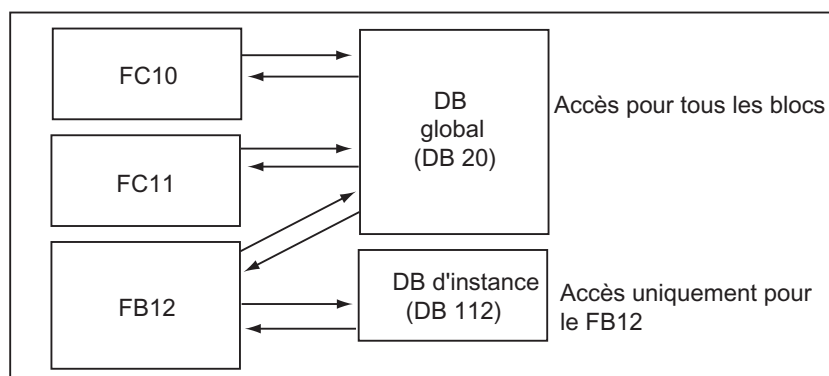 FC10
DB
global
(DB 20)
Accès pour tous les blocs
FC11
FB12
DB d'instance
(DB 112)
Accès uniquement pour
le FB12